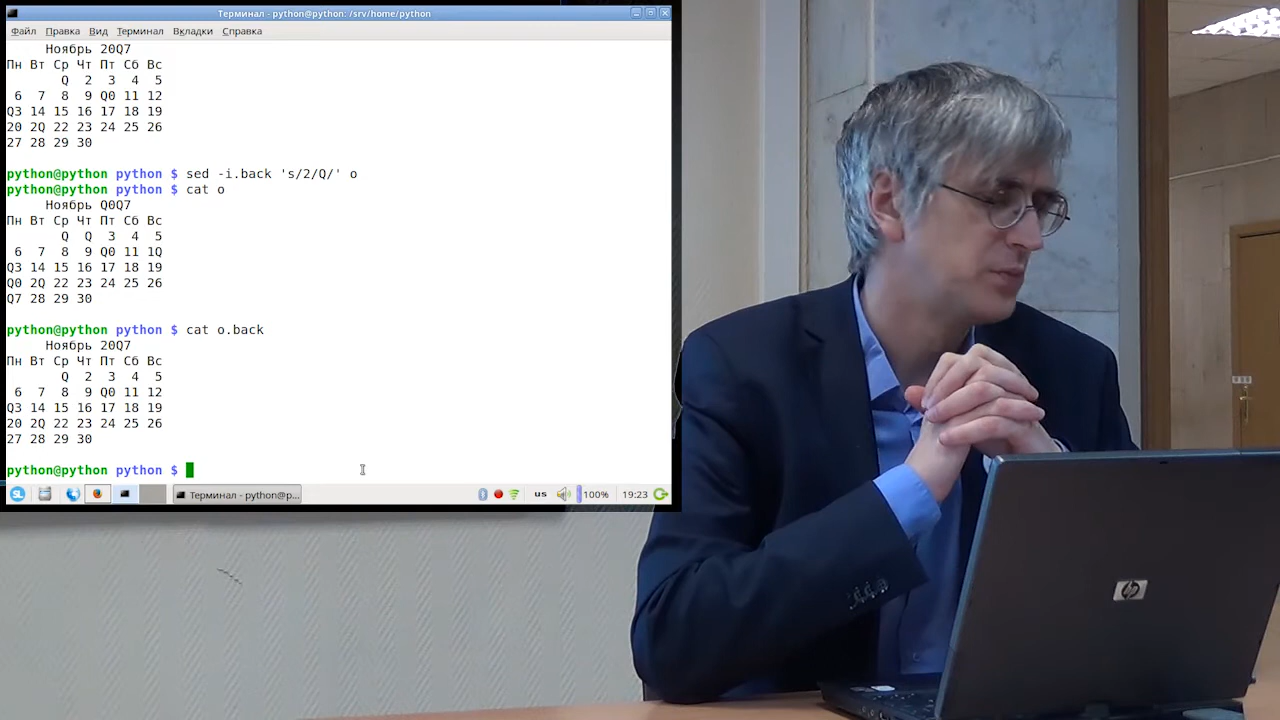 Терминал - python@python: /srv/home/python
Файл Правка Вид Терминал Вкладки Справка
Ноябрь 20Q7
Пн Вт Ср Чт Пт Сб Вс
Q 2 3 4 5
6 7 8 9 Q0 11 12
Q3 14 15 16 17 18 19
20 2Q 22 23 24 25 26
27 28 29 30
python@python python $ sed -i.back 's/2/Q/' o
python@python python $ cat o
Ноябрь Q0Q7
Пн Вт Ср Чт Пт Сб Вс
Q Q 3 4 5
6 7 8 9 Q0 11 1Q
Q3 14 15 16 17 18 19
Q0 2Q 22 23 24 25 26
Q7 28 29 30
python@python python $ cat o.back
Ноябрь 20Q7
Пн Вт Ср Чт Пт Сб Вс
Q 2 3 4 5
6 7 8 9 Q0 11 12
Q3 14 15 16 17 18 19
20 2Q 22 23 24 25 26
27 28 29 30
python@python python $
Терминал - python@p... us 100% 19:23
hp